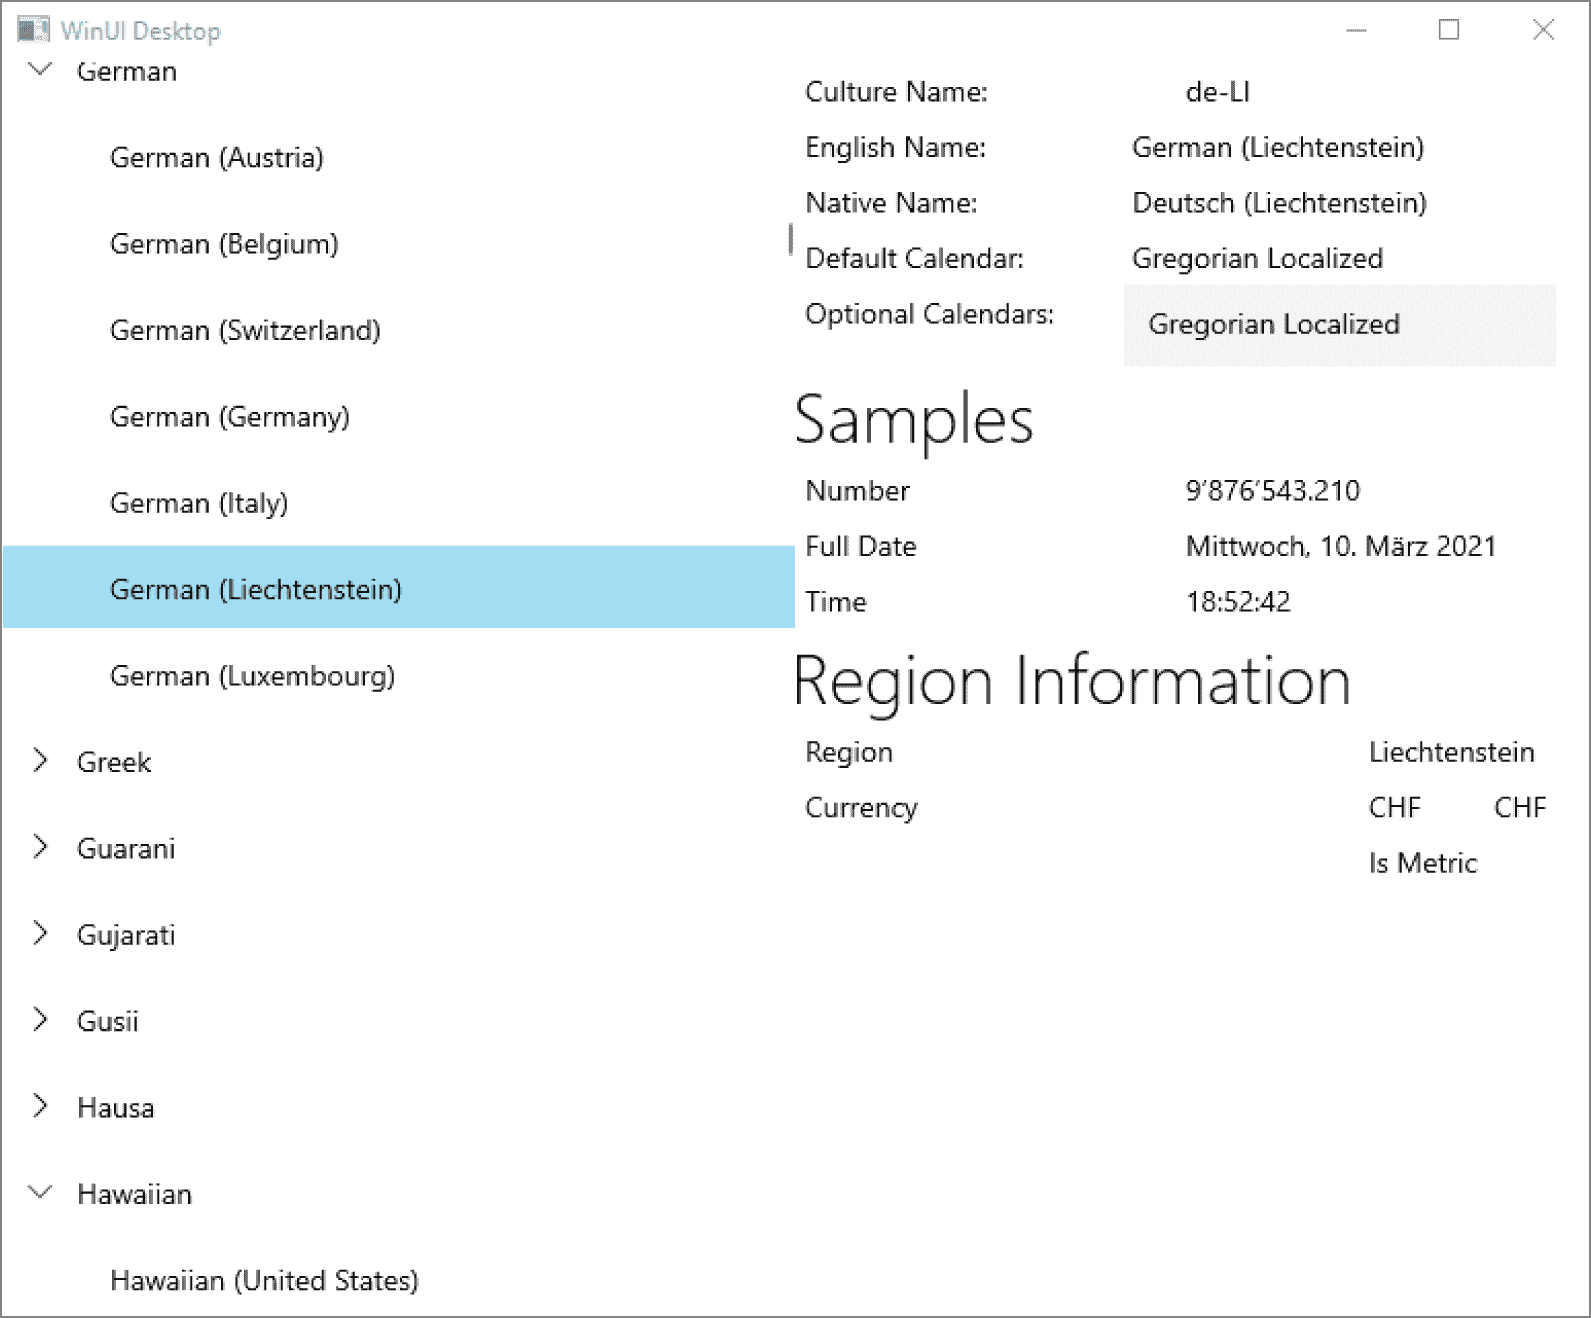 WinUI Desktop
German
German (Austria)
German (Belgium)
German (Switzerland)
German (Germany)
German (Italy)
German (Liechtenstein)
German (Luxembourg)
Greek
Guarani
Gujarati
Gusii
Hausa
Hawaiian
Hawaiian (United States)
Culture Name: de-LI
English Name: German (Liechtenstein)
Native Name: Deutsch (Liechtenstein)
Default Calendar: Gregorian Localized
Optional Calendars: Gregorian Localized
Samples
Number 9’876’543.210
Full Date Mittwoch, 10. März 2021
Time 18:52:42
Region Information
Region Liechtenstein
Currency CHF CHF
Is Metric